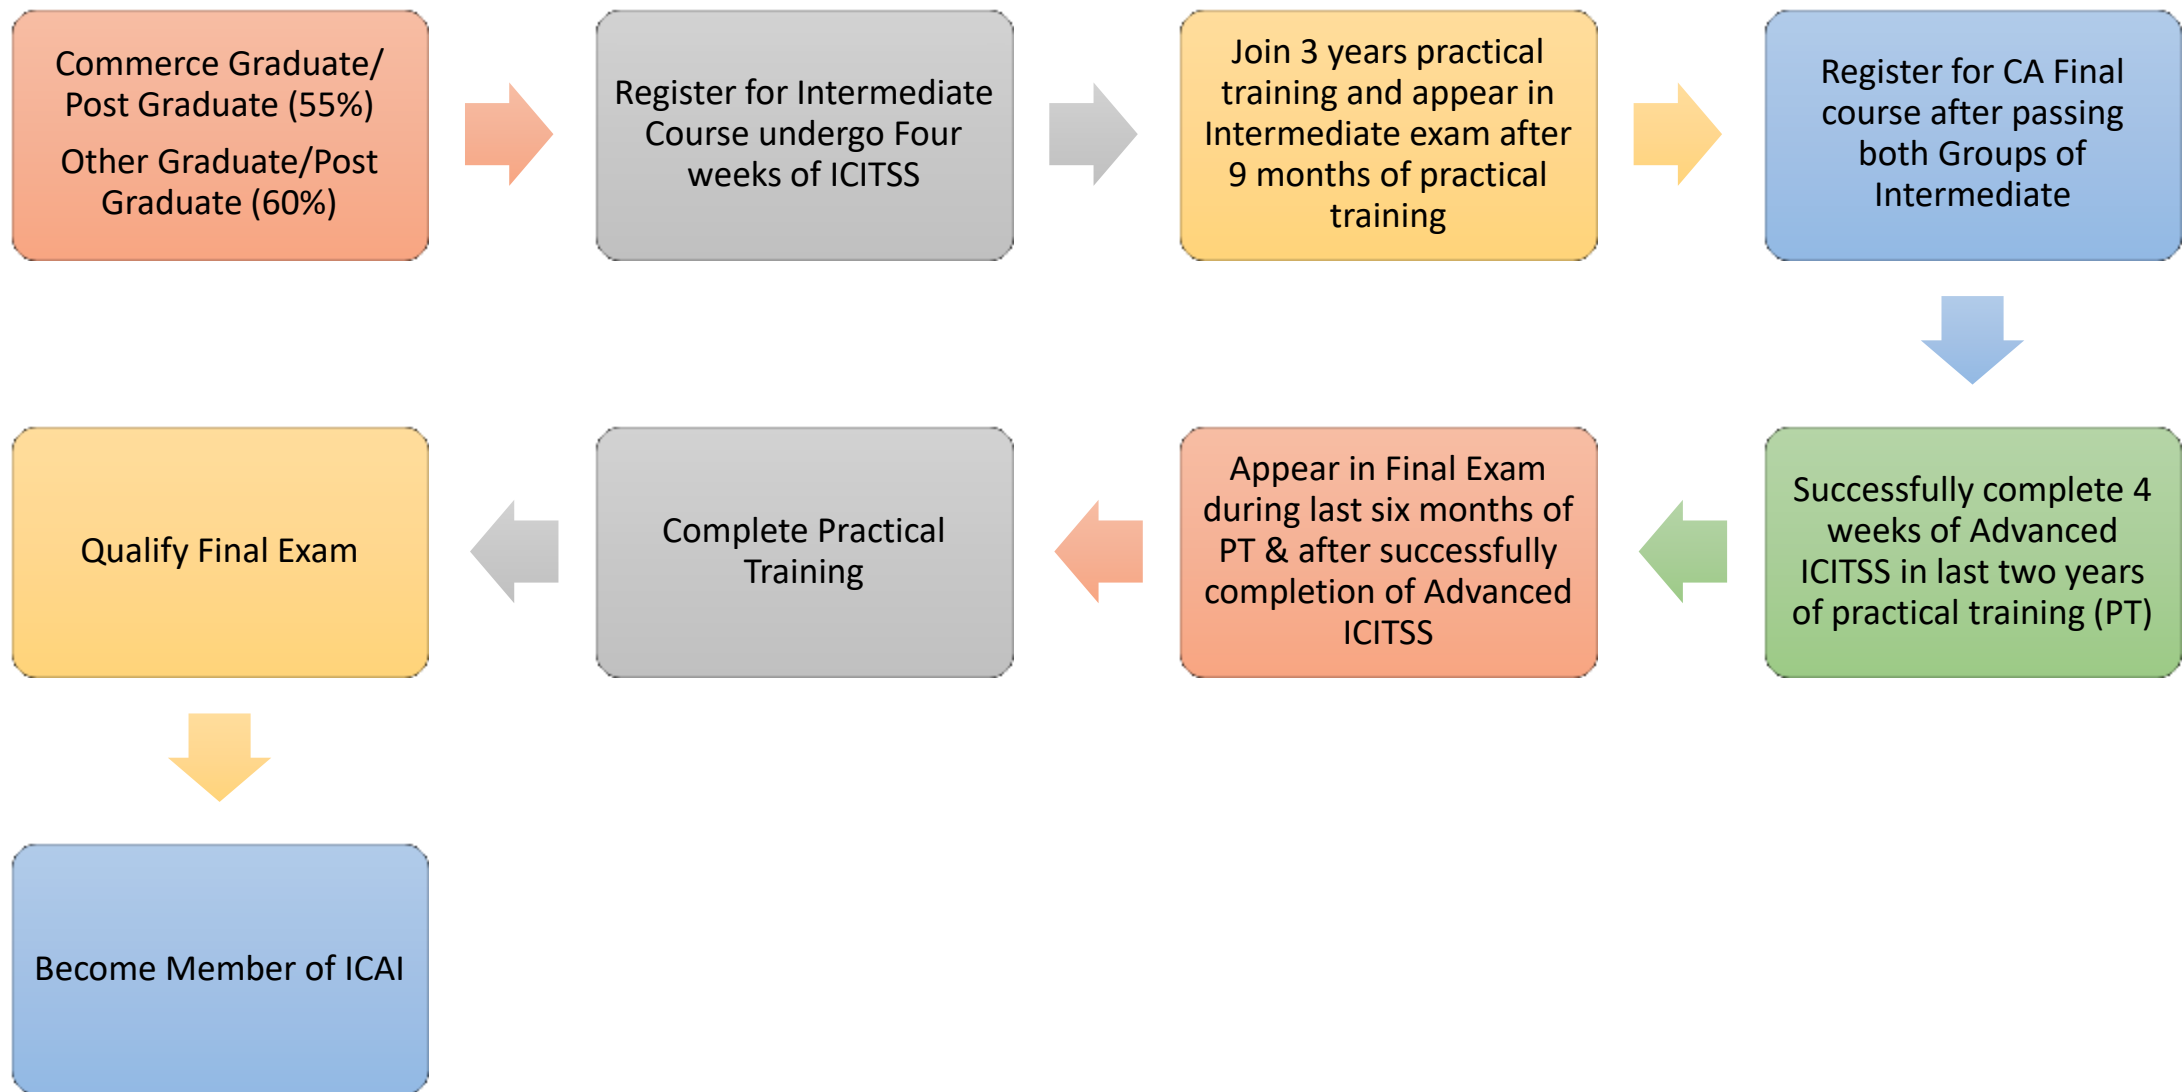 Commerce Graduate/
Post Graduate (55%)
Other Graduate/Post
Graduate (60%)
Register for Intermediate
Course undergo Four
weeks of ICITSS
Join 3 years practical
training and appear in
Intermediate exam after
9 months of practical
training
Register for CA Final
course after passing
both Groups of
Intermediate
Successfully complete 4
weeks of Advanced
ICITSS in last two years
of practical training (PT)
Appear in Final Exam
during last six months of
PT & after successfully
completion of Advanced
ICITSS
Complete Practical
Training
Qualify Final Exam
Become Member of ICAI